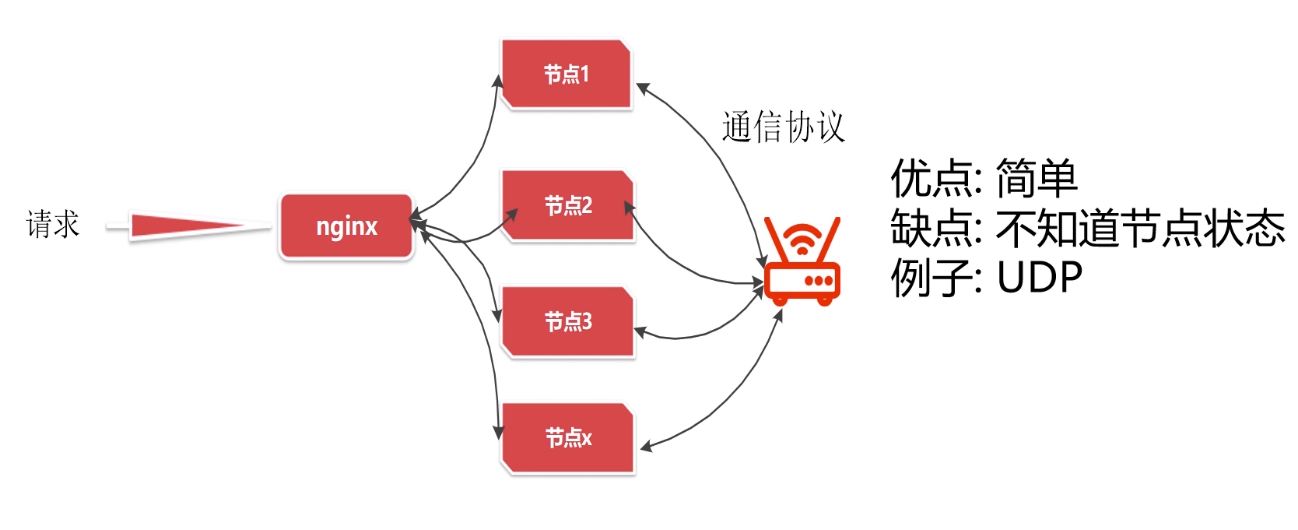 请求
nginx
节点1
节点2
节点3
节点x
通信协议
优点: 简单
缺点: 不知道节点状态
例子: UDP